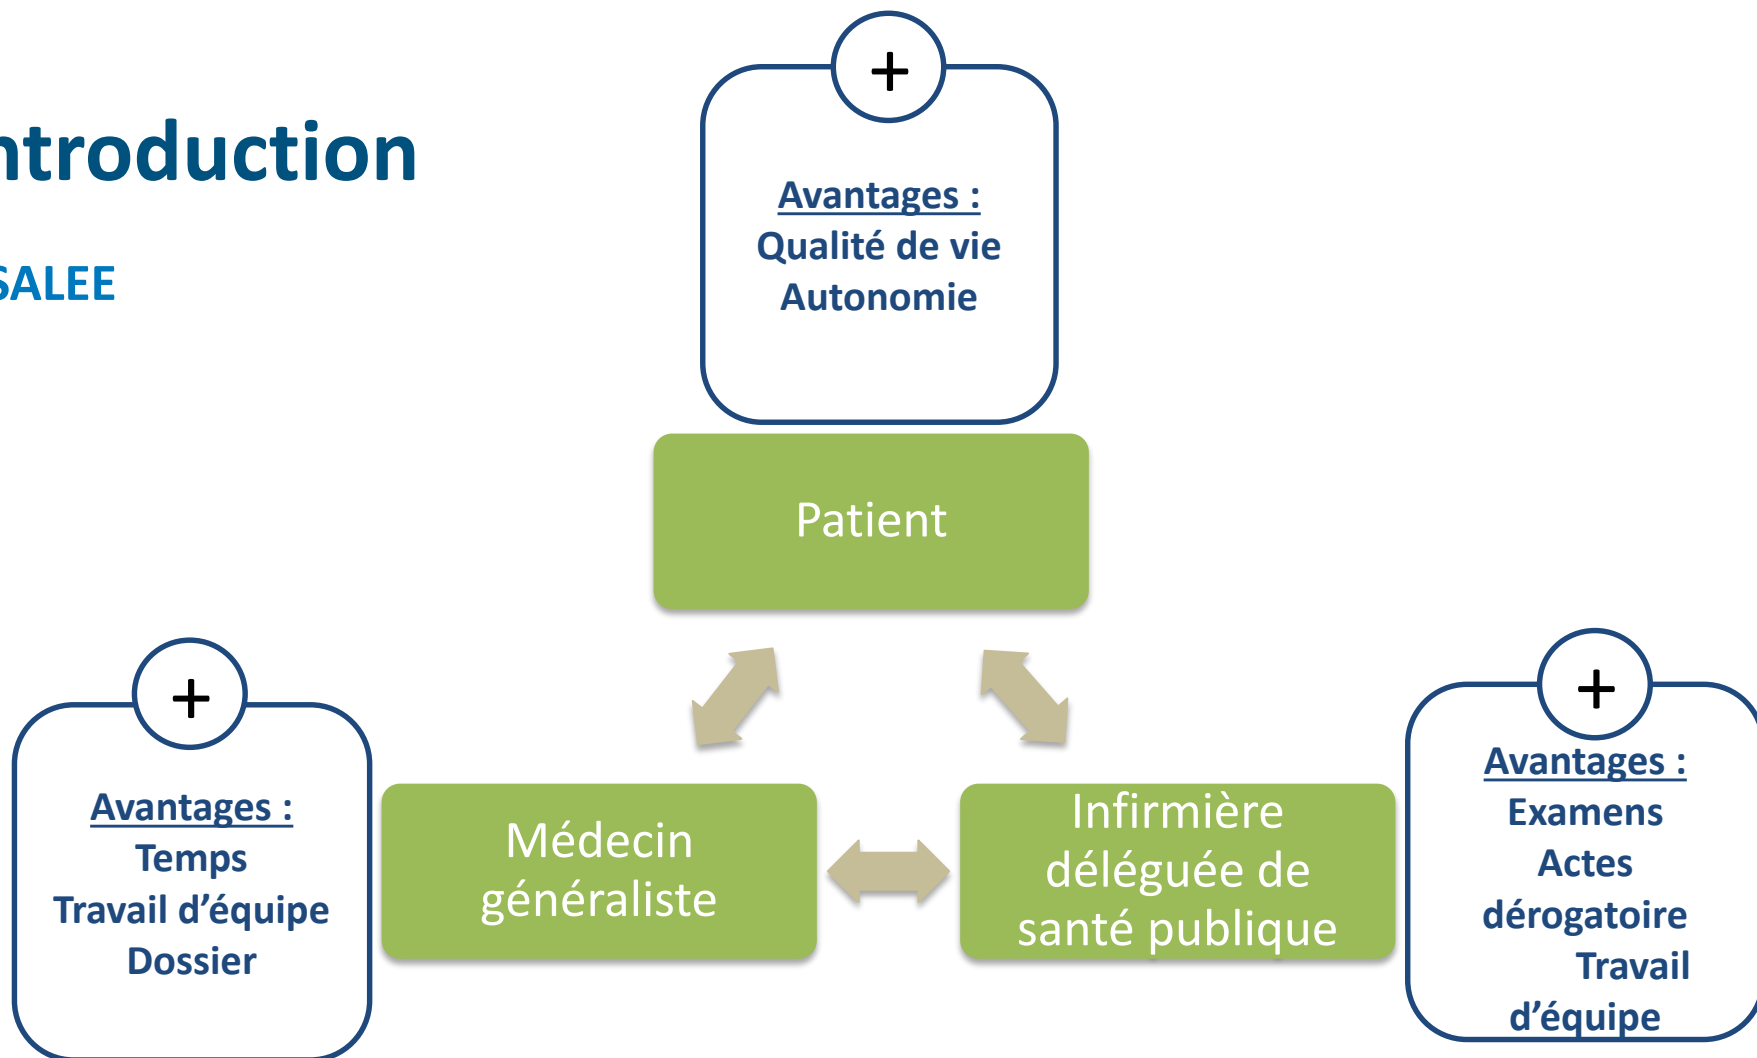 ntroduction
SALEE
+
Avantages :
Qualité de vie
Autonomie
Patient
+
Avantages :
Temps
Travail d’équipe
Dossier
Médecin
généraliste
Infirmière
déléguée de
santé publique
+
Avantages :
Examens
Actes
dérogatoire
Travail
d’équipe